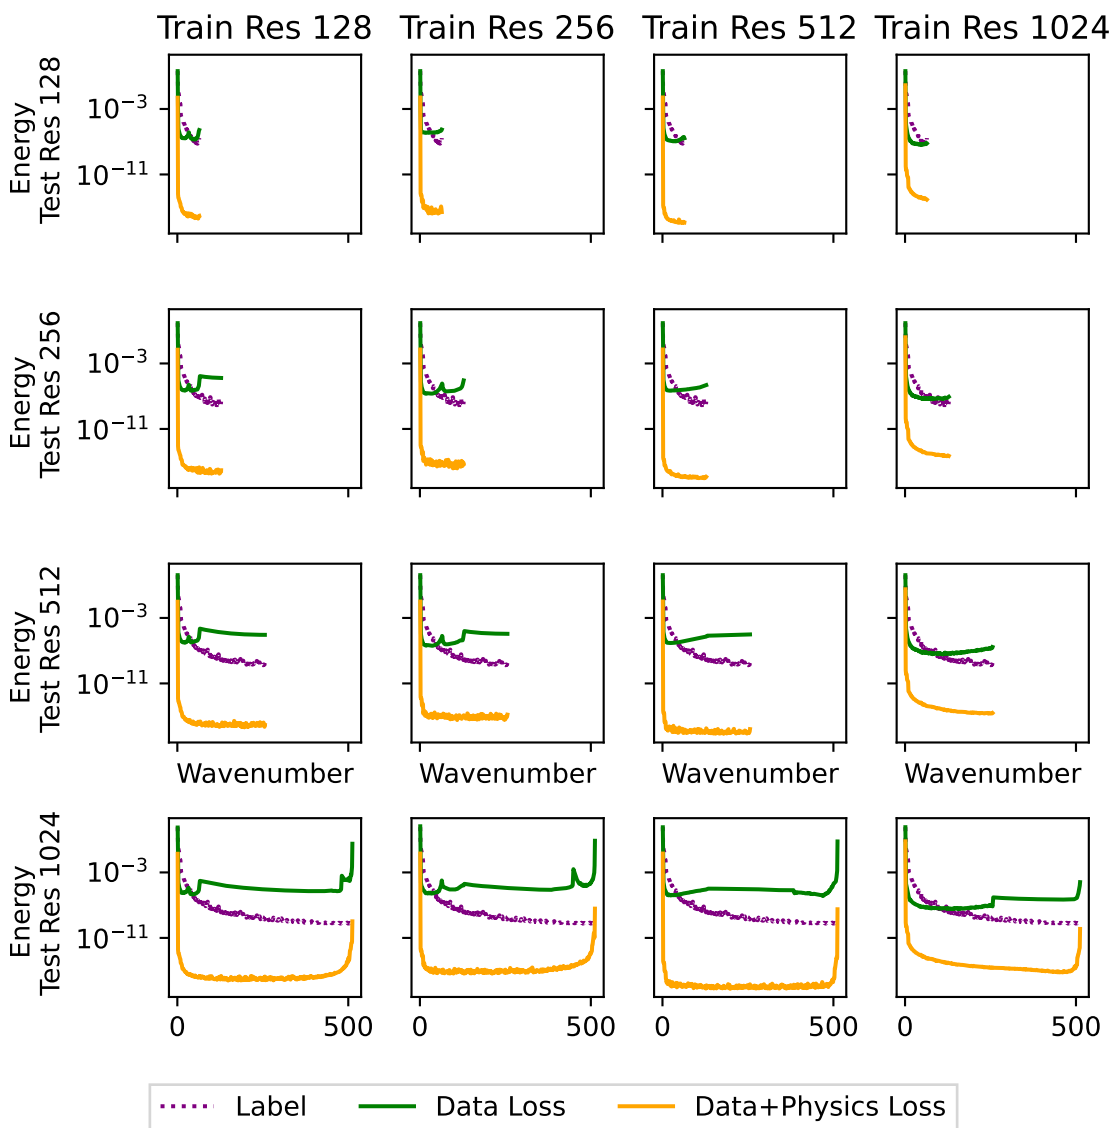 Train Res 128 Train Res 256 Train Res 512 Train Res 1024
Energy
Test Res 128
10⁻³
10⁻¹¹
Energy
Test Res 256
10⁻³
10⁻¹¹
Energy
Test Res 512
10⁻³
10⁻¹¹
Wavenumber Wavenumber Wavenumber Wavenumber
Energy
Test Res 1024
10⁻³
10⁻¹¹
0 500 0 500 0 500 0 500
Label Data Loss Data+Physics Loss